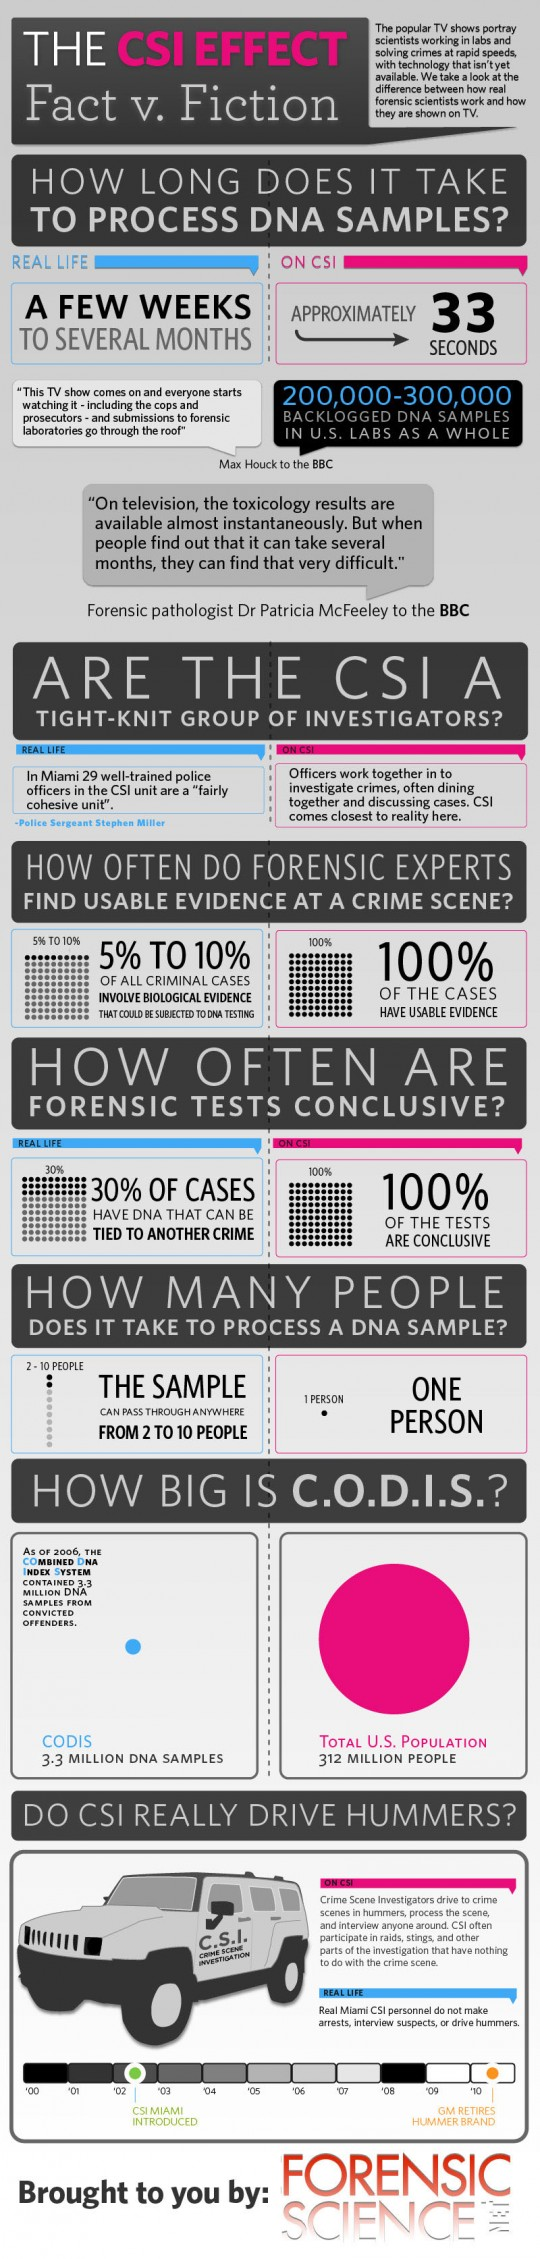 THE CSI EFFECT
Fact v. Fiction
The popular TV shows portray
scientists working in labs and
solving crimes at rapid speeds,
with technology that isn't yet
available. We take a look at the
difference between how real
forensic scientists work and how
they are shown on TV.
HOW LONG DOES IT TAKE
TO PROCESS DNA SAMPLES?
REAL LIFE
A FEW WEEKS
TO SEVERAL MONTHS
ON CSI
APPROXIMATELY 33
SECONDS
"This TV show comes on and everyone starts
watching it - including the cops and
prosecutors - and submissions to forensic
laboratories go through the roof"
200,000-300,000
BACKLOGGED DNA SAMPLES
IN U.S. LABS AS A WHOLE
Max Houck to the BBC
"On television, the toxicology results are
available almost instantaneously. But when
people find out that it can take several
months, they can find that very difficult."
Forensic pathologist Dr Patricia McFeeley to the BBC
ARE THE CSI A
TIGHT-KNIT GROUP OF INVESTIGATORS?
REAL LIFE
In Miami 29 well-trained police
officers in the CSI unit are a "fairly
cohesive unit".
-Police Sergeant Stephen Miller
ON CSI
Officers work together in to
investigate crimes, often dining
together and discussing cases. CSI
comes closest to reality here.
HOW OFTEN DO FORENSIC EXPERTS
FIND USABLE EVIDENCE AT A CRIME SCENE?
5% TO 10%
5% TO 10%
OF ALL CRIMINAL CASES
INVOLVE BIOLOGICAL EVIDENCE
THAT COULD BE SUBJECTED TO DNA TESTING
100%
100%
OF THE CASES
HAVE USABLE EVIDENCE
HOW OFTEN ARE
FORENSIC TESTS CONCLUSIVE?
REAL LIFE
30%
30% OF CASES
HAVE DNA THAT CAN BE
TIED TO ANOTHER CRIME
ON CSI
100%
100%
OF THE TESTS
ARE CONCLUSIVE
HOW MANY PEOPLE
DOES IT TAKE TO PROCESS A DNA SAMPLE?
2 - 10 PEOPLE
THE SAMPLE
CAN PASS THROUGH ANYWHERE
FROM 2 TO 10 PEOPLE
1 PERSON
ONE
PERSON
HOW BIG IS C.O.D.I.S.?
AS OF 2006, THE
COMBINED DNA
INDEX SYSTEM
CONTAINED 3.3
MILLION DNA
SAMPLES FROM
CONVICTED
OFFENDERS.
CODIS
3.3 MILLION DNA SAMPLES
TOTAL U.S. POPULATION
312 MILLION PEOPLE
DO CSI REALLY DRIVE HUMMERS?
C.S.I.
CRIME SCENE
INVESTIGATION
ON CSI
Crime Scene Investigators drive to crime
scenes in hummers, process the scene,
and interview anyone around. CSI often
participate in raids, stings, and other
parts of the investigation that have nothing
to do with the crime scene.
REAL LIFE
Real Miami CSI personnel do not make
arrests, interview suspects, or drive hummers.
'00 '01 '02 '03 '04 '05 '06 '07 '08 '09 '10
CSI MIAMI
INTRODUCED
GM RETIRES
HUMMER BRAND
Brought to you by:
FORENSIC
SCIENCE